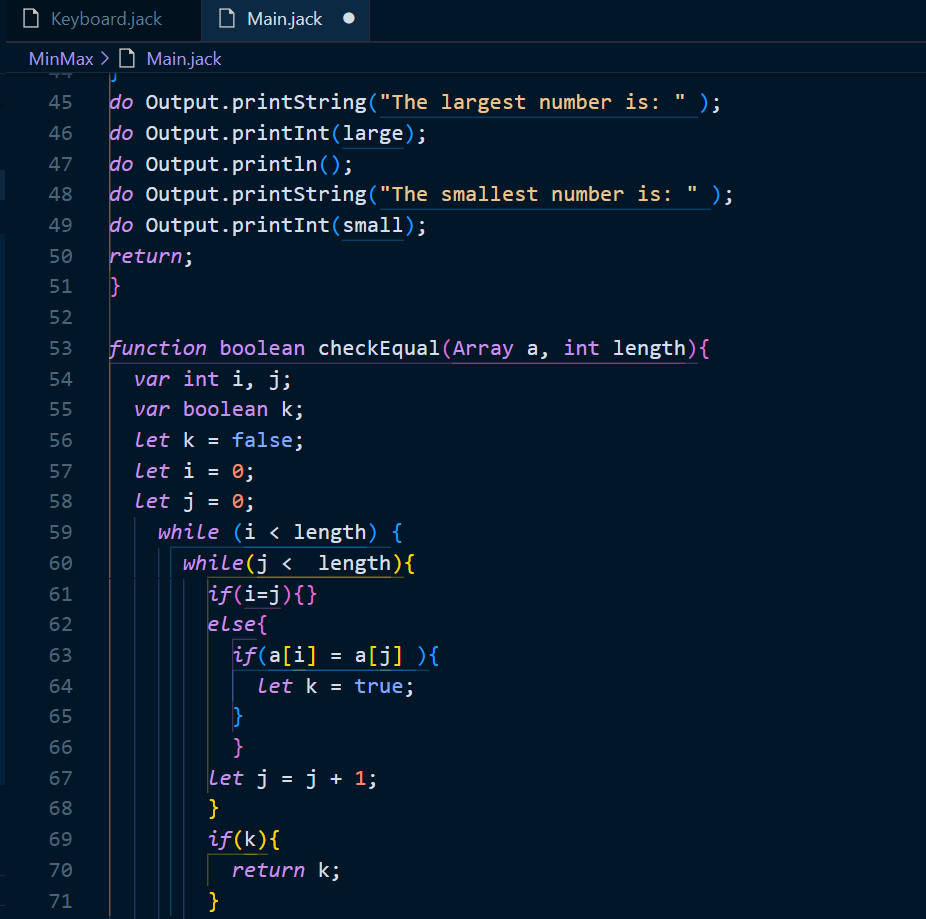 Keyboard.jack Main.jack ●
MinMax > Main.jack
44 }
45 do Output.printString("The largest number is: " );
46 do Output.printInt(large);
47 do Output.println();
48 do Output.printString("The smallest number is: " );
49 do Output.printInt(small);
50 return;
51 }
52
53 function boolean checkEqual(Array a, int length){
54 var int i, j;
55 var boolean k;
56 let k = false;
57 let i = 0;
58 let j = 0;
59 while (i < length) {
60 while(j <  length){
61 if(i=j){}
62 else{
63 if(a[i] = a[j] ){
64 let k = true;
65 }
66 }
67 let j = j + 1;
68 }
69 if(k){
70 return k;
71 }